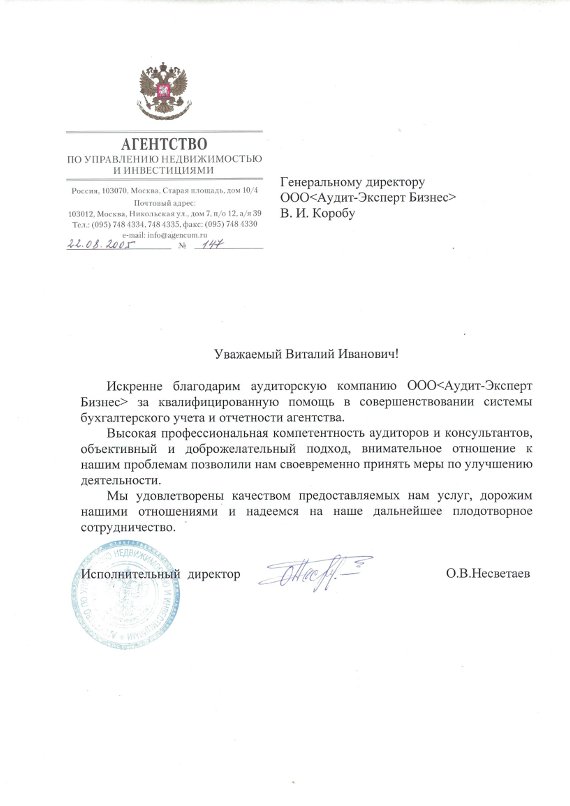 АГЕНТСТВО
ПО УПРАВЛЕНИЮ НЕДВИЖИМОСТЬЮ
И ИНВЕСТИЦИЯМИ
Россия, 103070, Москва, Старая площадь, дом 10/4
Почтовый адрес:
103012, Москва, Никольская ул., дом 7, п/о 12, а/я 39
Тел.: (095) 748 4334, 748 4335, факс: (095) 748 4330
e-mail: info@agencum.ru
22.08.2005 № 147
Генеральному директору
ООО<Аудит-Эксперт Бизнес>
В. И. Коробу
Уважаемый Виталий Иванович!
Искренне благодарим аудиторскую компанию ООО<Аудит-Эксперт
Бизнес> за квалифицированную помощь в совершенствовании системы
бухгалтерского учета и отчетности агентства.
Высокая профессиональная компетентность аудиторов и консультантов,
объективный и доброжелательный подход, внимательное отношение к
нашим проблемам позволили нам своевременно принять меры по улучшению
деятельности.
Мы удовлетворены качеством предоставляемых нам услуг, дорожим
нашими отношениями и надеемся на наше дальнейшее плодотворное
сотрудничество.
Исполнительный директор
О.В.Несветаев